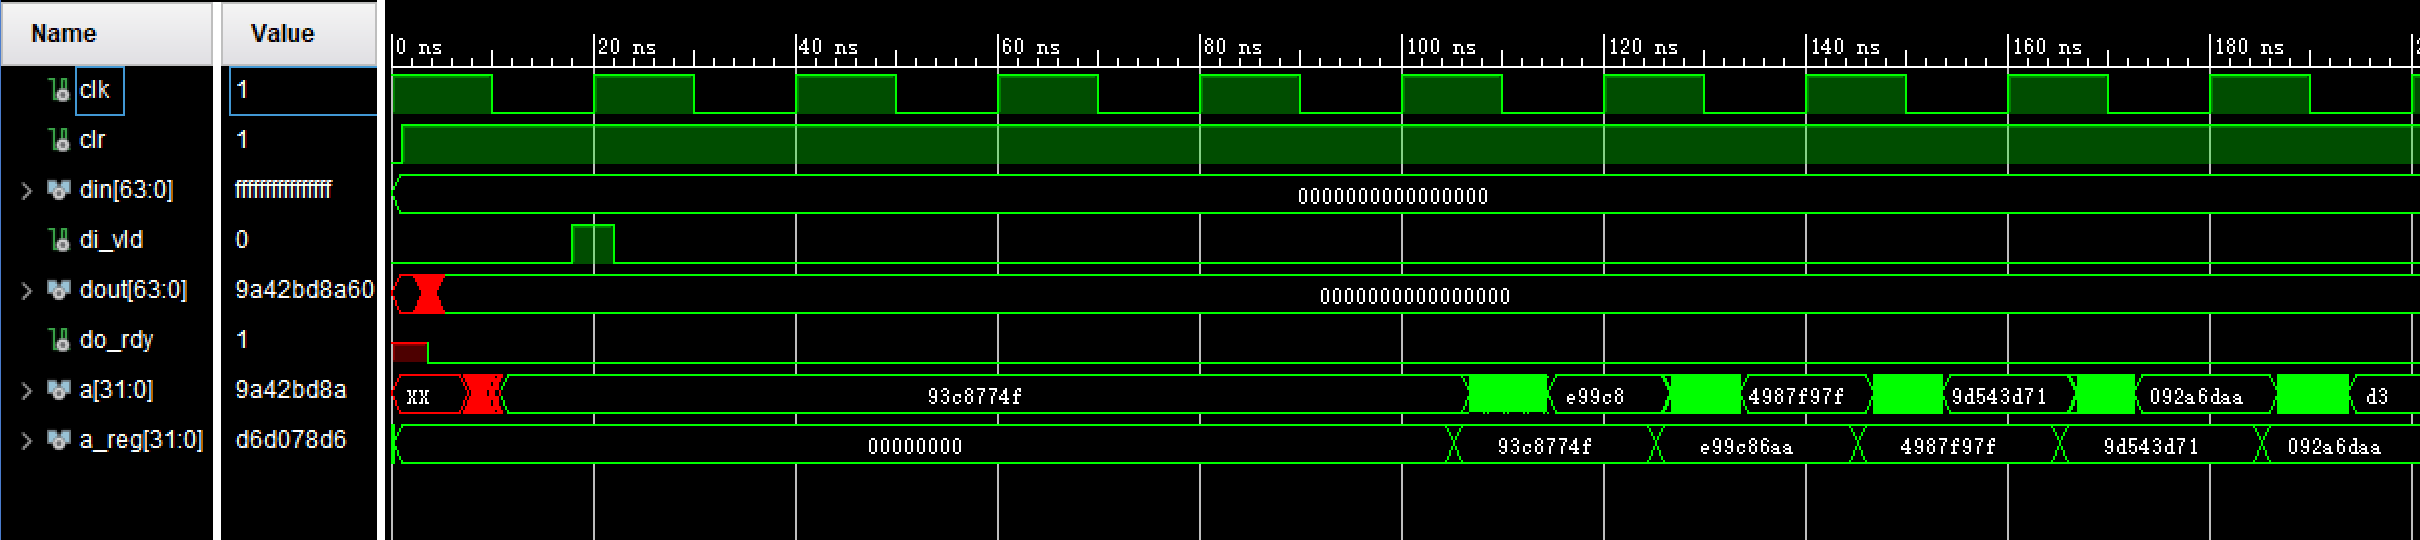 Name Value
0 ns 20 ns 40 ns 60 ns 80 ns 100 ns 120 ns 140 ns 160 ns 180 ns
clk 1
clr 1
din[63:0] ffffffffffffffff 0000000000000000
di_vld 0
dout[63:0] 9a42bd8a60 0000000000000000
do_rdy 1
a[31:0] 9a42bd8a XX 93c8774f e99c8 4987f97f 9d543d71 092a6daa d3
a_reg[31:0] d6d078d6 00000000 93c8774f e99c86aa 4987f97f 9d543d71 092a6daa